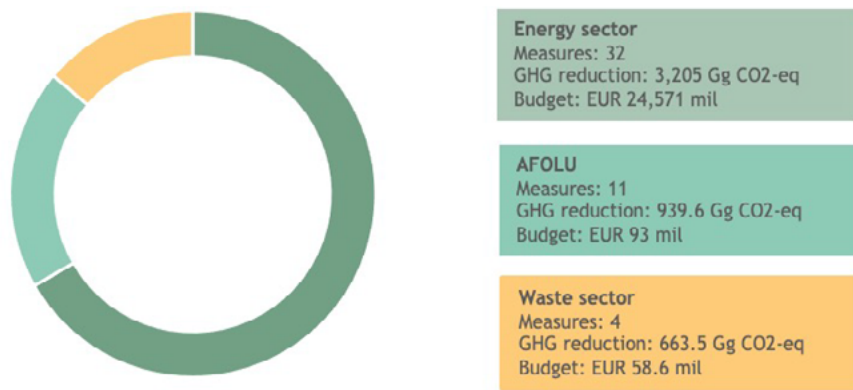 Energy sector
Measures: 32
GHG reduction: 3,205 Gg CO2-eq
Budget: EUR 24,571 mil
AFOLU
Measures: 11
GHG reduction: 939.6 Gg CO2-eq
Budget: EUR 93 mil
Waste sector
Measures: 4
GHG reduction: 663.5 Gg CO2-eq
Budget: EUR 58.6 mil